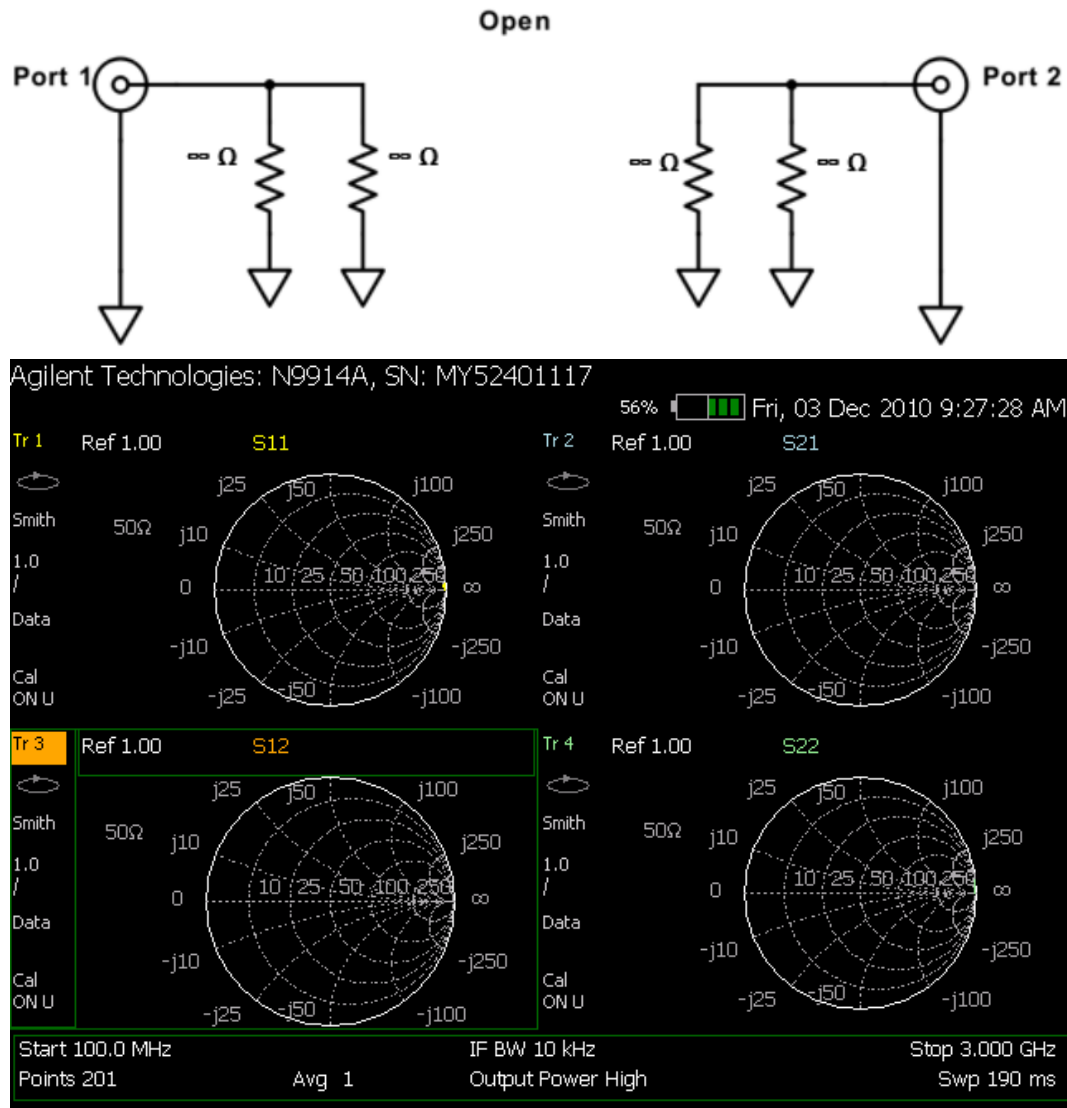 Open
Port 1
Port 2
∞ Ω
∞ Ω
∞ Ω
∞ Ω
Agilent Technologies: N9914A, SN: MY52401117
56%
Fri, 03 Dec 2010 9:27:28 AM
Tr 1
Ref 1.00
S11
Smith
1.0
/
Data
Cal
ON U
50Ω
j25
j50
j100
j10
j250
0
10
25
50
100
250
∞
-j10
-j250
-j25
-j50
-j100
Tr 2
Ref 1.00
S21
Smith
1.0
/
Data
Cal
ON U
50Ω
j25
j50
j100
j10
j250
0
10
25
50
100
250
∞
-j10
-j250
-j25
-j50
-j100
Tr 3
Ref 1.00
S12
Smith
1.0
/
Data
Cal
ON U
50Ω
j25
j50
j100
j10
j250
0
10
25
50
100
250
∞
-j10
-j250
-j25
-j50
-j100
Tr 4
Ref 1.00
S22
Smith
1.0
/
Data
Cal
ON U
50Ω
j25
j50
j100
j10
j250
0
10
25
50
100
250
∞
-j10
-j250
-j25
-j50
-j100
Start 100.0 MHz
IF BW 10 kHz
Stop 3.000 GHz
Points 201
Avg 1
Output Power High
Swp 190 ms